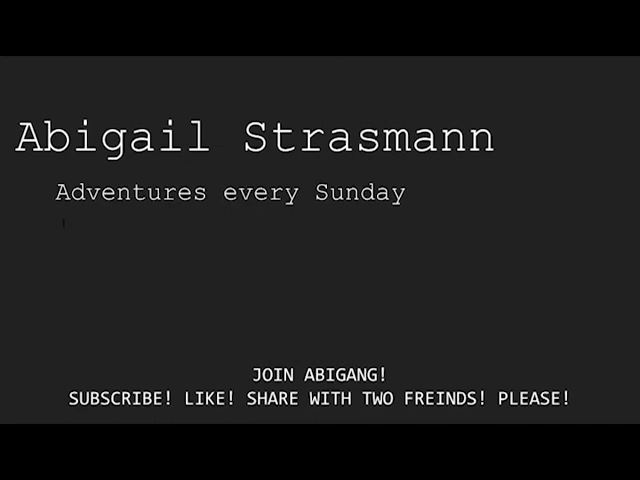 Abigail Strasmann
Adventures every Sunday
JOIN ABIGANG!
SUBSCRIBE! LIKE! SHARE WITH TWO FREINDS! PLEASE!